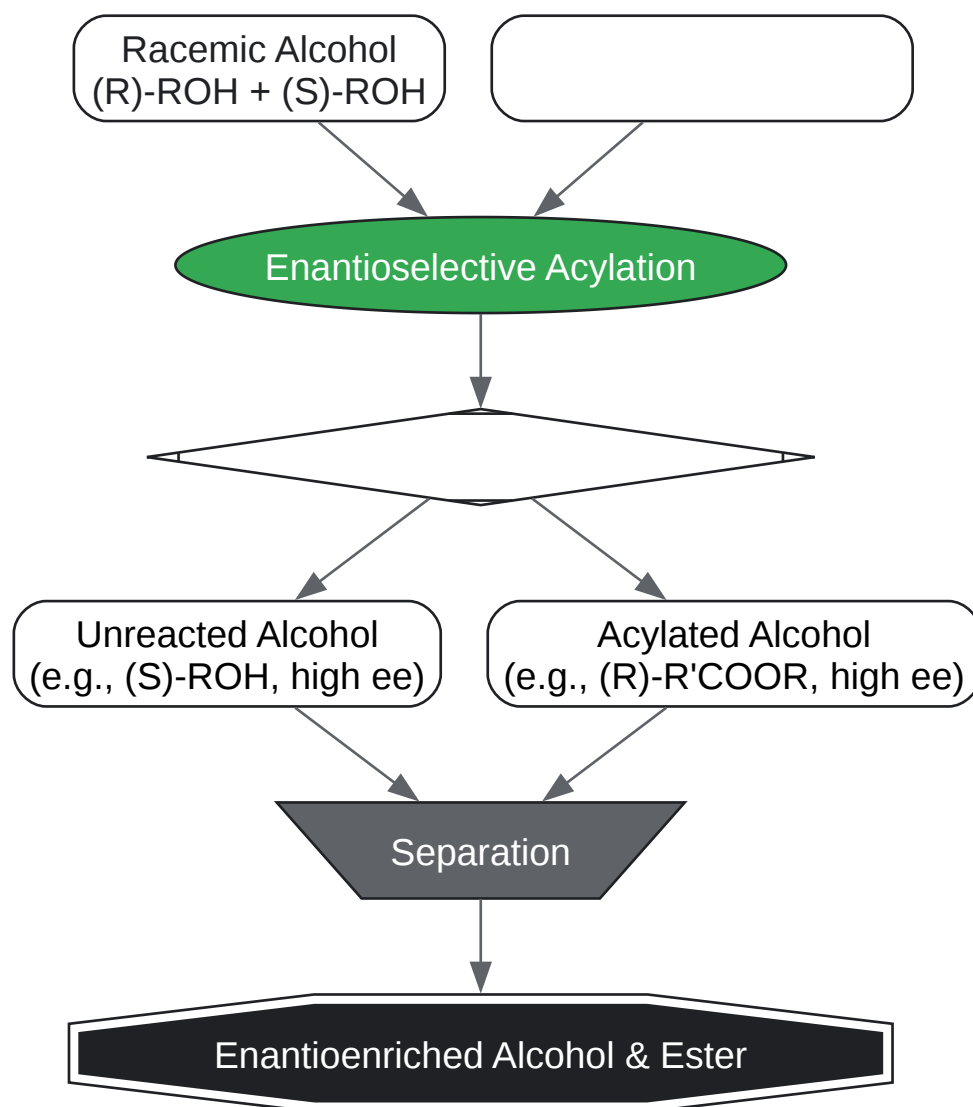 Racemic Alcohol
(R)-ROH + (S)-ROH
Enantioselective Acylation
Unreacted Alcohol
(e.g., (S)-ROH, high ee)
Acylated Alcohol
(e.g., (R)-R'COOR, high ee)
Separation
Enantioenriched Alcohol & Ester